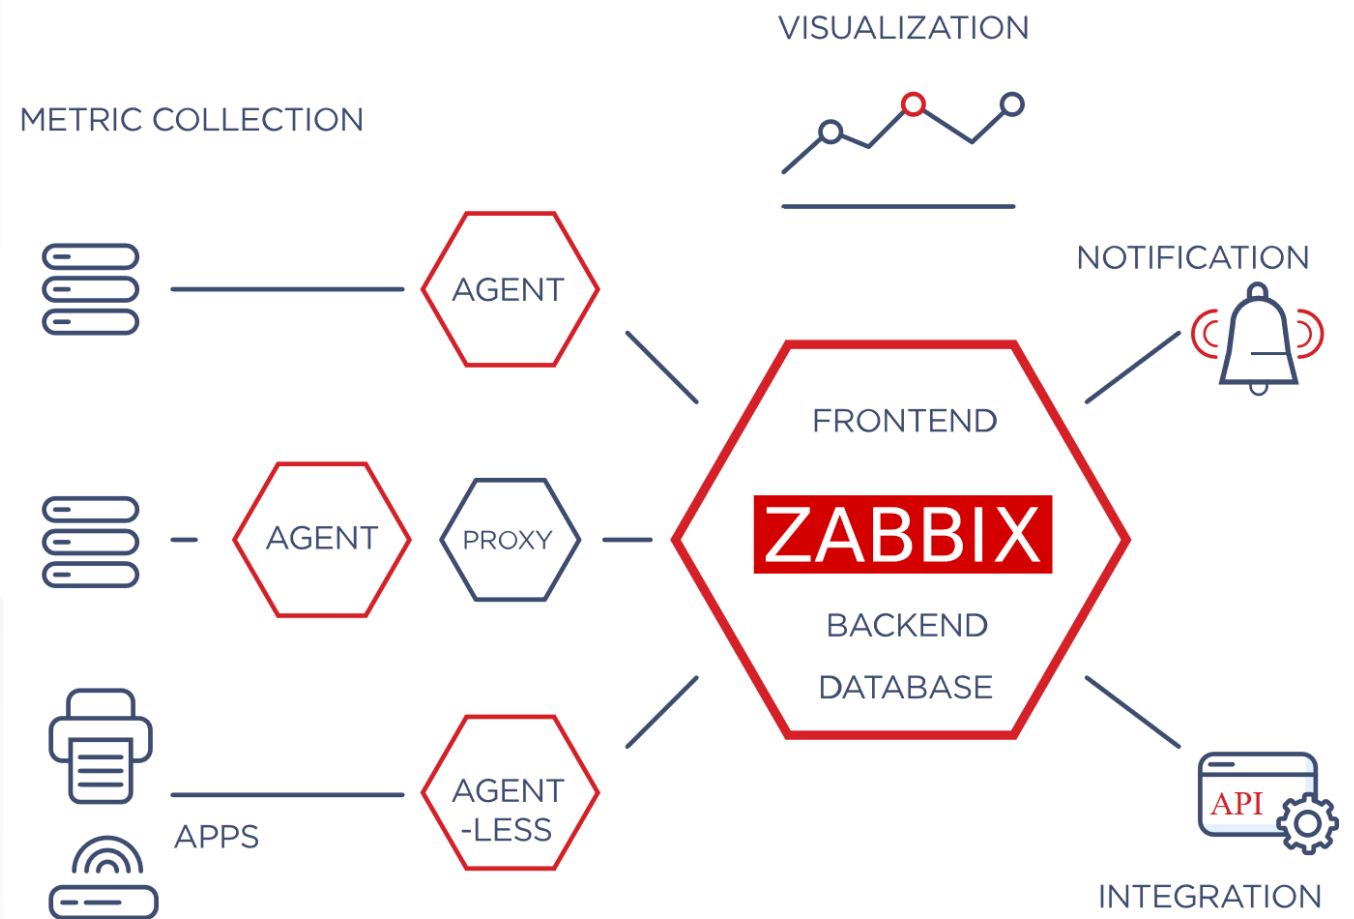 VISUALIZATION
METRIC COLLECTION
AGENT
NOTIFICATION
FRONTEND
AGENT
PROXY
ZABBIX
BACKEND
DATABASE
AGENT
-LESS
APPS
API
INTEGRATION